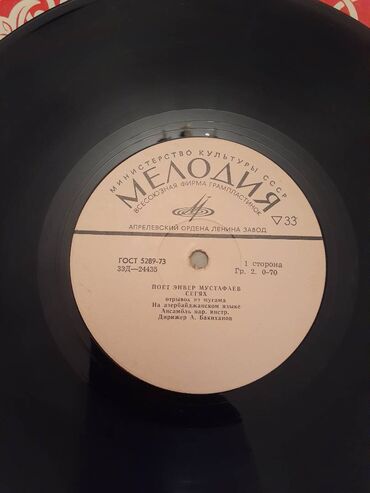 МИНИСТЕРСТВО КУЛЬТУРЫ СССР
МЕЛОДИЯ
ВСЕСОЮЗНАЯ ФИРМА ГРАМПЛАСТИНОК
33
АПРЕЛЕВСКИЙ ОРДЕНА ЛЕНИНА ЗАВОД
ГОСТ 5289-73
33Д—24435
1 сторона
Гр. 2. 0-70
ПОЕТ ЭНВЕР МУСТАФАЕВ
СЕГЯХ
отрывок из мугама
На азербайджанском языке
Ансамбль нар. инстр.
Дирижер А. Бакиханов